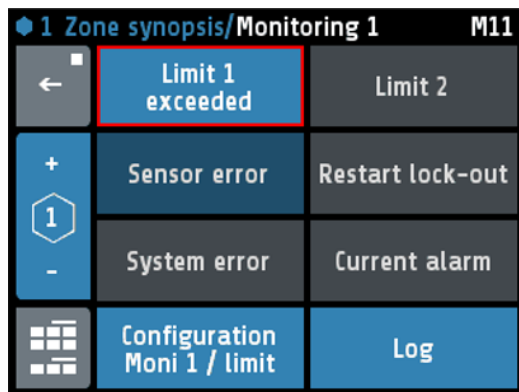 1 Zone synopsis/Monitoring 1 M11
Limit 1
exceeded
Limit 2
Sensor error
Restart lock-out
+
1
-
System error
Current alarm
Configuration
Moni 1 / limit
Log